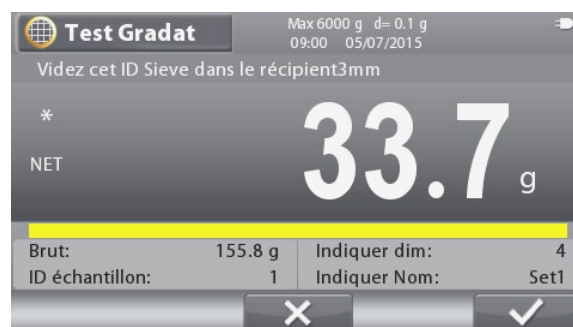 Test Gradat
Max 6000 g d= 0.1 g
09:00 05/07/2015
Videz cet ID Sieve dans le récipient3mm
*
NET
33.7 g
Brut: 155.8 g Indiquer dim: 4
ID échantillon: 1 Indiquer Nom: Set1